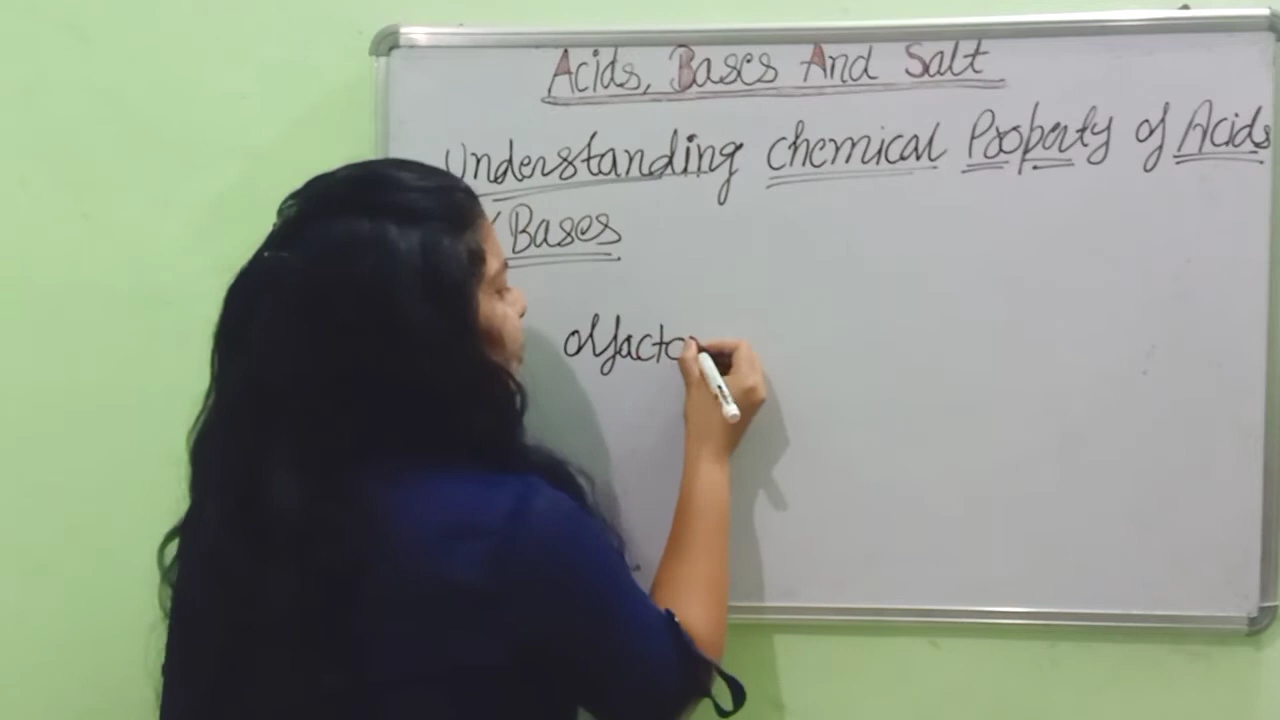 Acids, Bases And Salt
Understanding chemical Property of Acids
Bases
olfacto